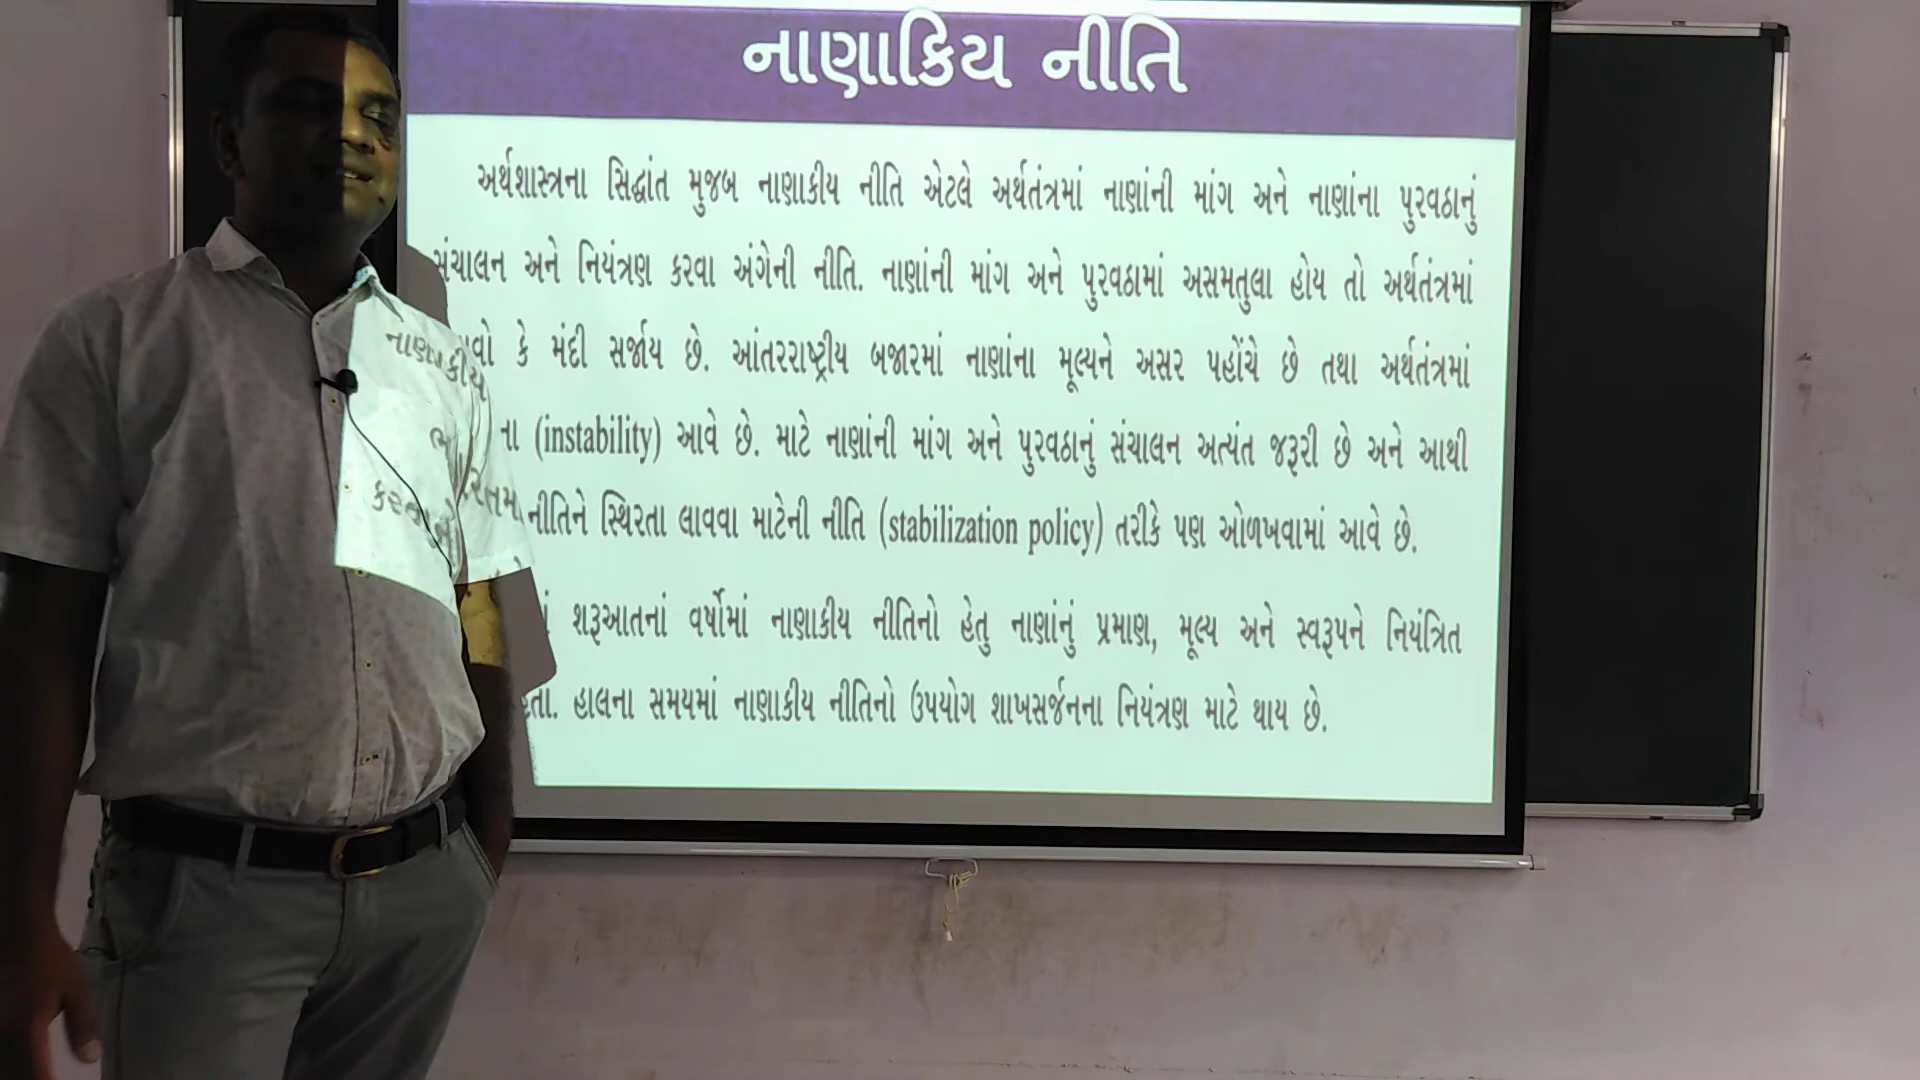 નાણાકિય નીતિ
અર્થશાસ્ત્રના સિદ્ધાંત મુજબ નાણાકીય નીતિ એટલે અર્થતંત્રમાં નાણાંની માંગ અને નાણાંના પુરવઠાનું
સંચાલન અને નિયંત્રણ કરવા અંગેની નીતિ. નાણાંની માંગ અને પુરવઠામાં અસમતુલા હોય તો અર્થતંત્રમાં
કે મંદી સર્જાય છે. આંતરરાષ્ટ્રીય બજારમાં નાણાંના મૂલ્યને અસર પહોંચે છે તથા અર્થતંત્રમાં
(instability) આવે છે. માટે નાણાંની માંગ અને પુરવઠાનું સંચાલન અત્યંત જરૂરી છે અને આથી
નાણાકીય નીતિને સ્થિરતા લાવવા માટેની નીતિ (stabilization policy) તરીકે પણ ઓળખવામાં આવે છે.
ભારતમાં શરૂઆતનાં વર્ષોમાં નાણાકીય નીતિનો હેતુ નાણાંનું પ્રમાણ, મૂલ્ય અને સ્વરૂપને નિયંત્રિત
કરવાનો હતા. હાલના સમયમાં નાણાકીય નીતિનો ઉપયોગ શાખસર્જનના નિયંત્રણ માટે થાય છે.